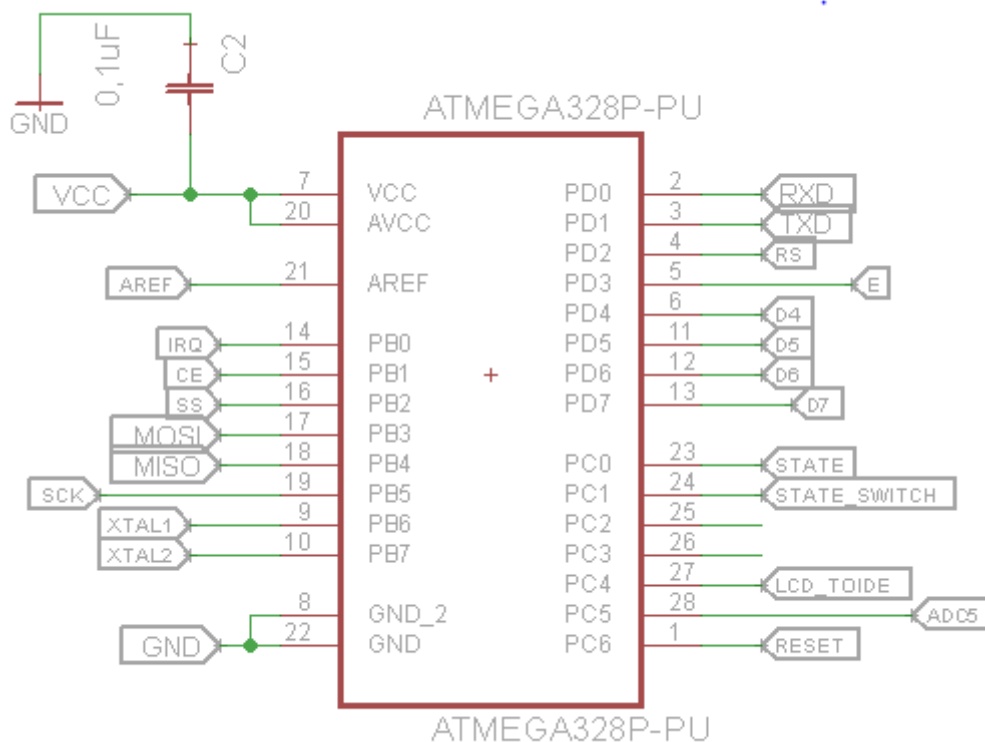 0,1uF
C2
GND
ATMEGA328P-PU
VCC 7 VCC PD0 2 RXD
20 AVCC PD1 3 TXD
PD2 4 RS
AREF 21 AREF PD3 5 E
PD4 6 D4
IRQ 14 PB0 PD5 11 D5
CE 15 PB1 PD6 12 D6
SS 16 PB2 PD7 13 D7
MOSI 17 PB3
MISO 18 PB4 PC0 23 STATE
SCK 19 PB5 PC1 24 STATE_SWITCH
XTAL1 9 PB6 PC2 25
XTAL2 10 PB7 PC3 26
PC4 27 LCD_TOIDE
8 GND_2 PC5 28 ADC5
GND 22 GND PC6 1 RESET
ATMEGA328P-PU